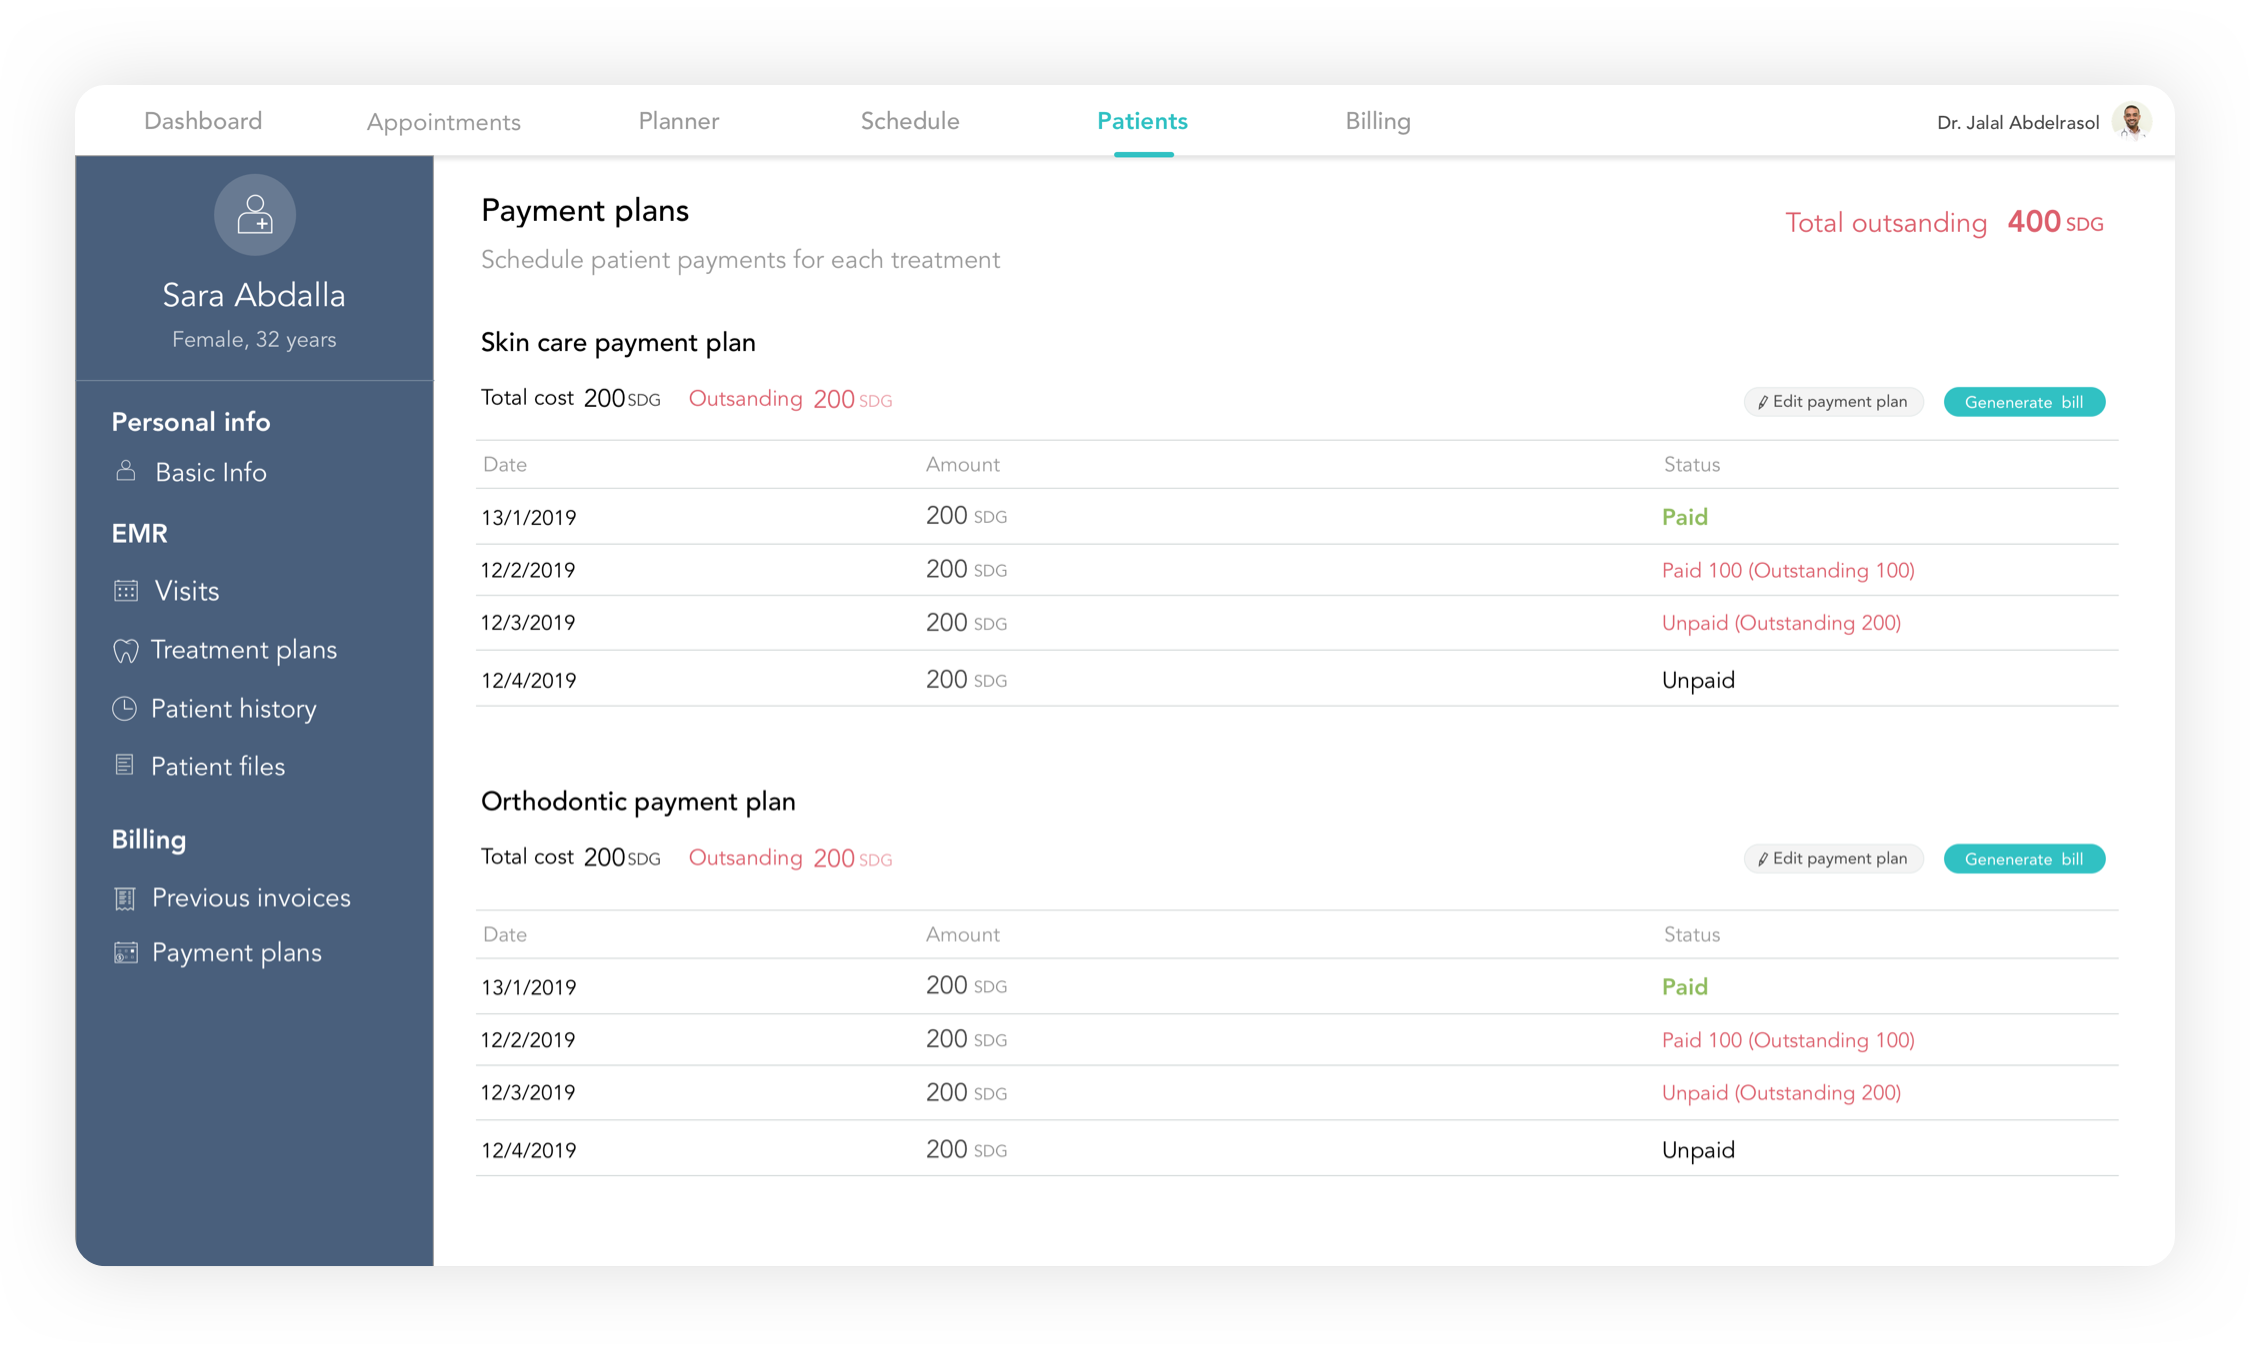 Dashboard Appointments Planner Schedule Patients Billing Dr. Jalal Abdelrasol
Sara Abdalla
Female, 32 years
Personal info
Basic Info
EMR
Visits
Treatment plans
Patient history
Patient files
Billing
Previous invoices
Payment plans
Payment plans
Total outsanding 400 SDG
Schedule patient payments for each treatment
Skin care payment plan
Total cost 200 SDG Outsanding 200 SDG Edit payment plan Genenerate bill
Date Amount Status
13/1/2019 200 SDG Paid
12/2/2019 200 SDG Paid 100 (Outstanding 100)
12/3/2019 200 SDG Unpaid (Outstanding 200)
12/4/2019 200 SDG Unpaid
Orthodontic payment plan
Total cost 200 SDG Outsanding 200 SDG Edit payment plan Genenerate bill
Date Amount Status
13/1/2019 200 SDG Paid
12/2/2019 200 SDG Paid 100 (Outstanding 100)
12/3/2019 200 SDG Unpaid (Outstanding 200)
12/4/2019 200 SDG Unpaid